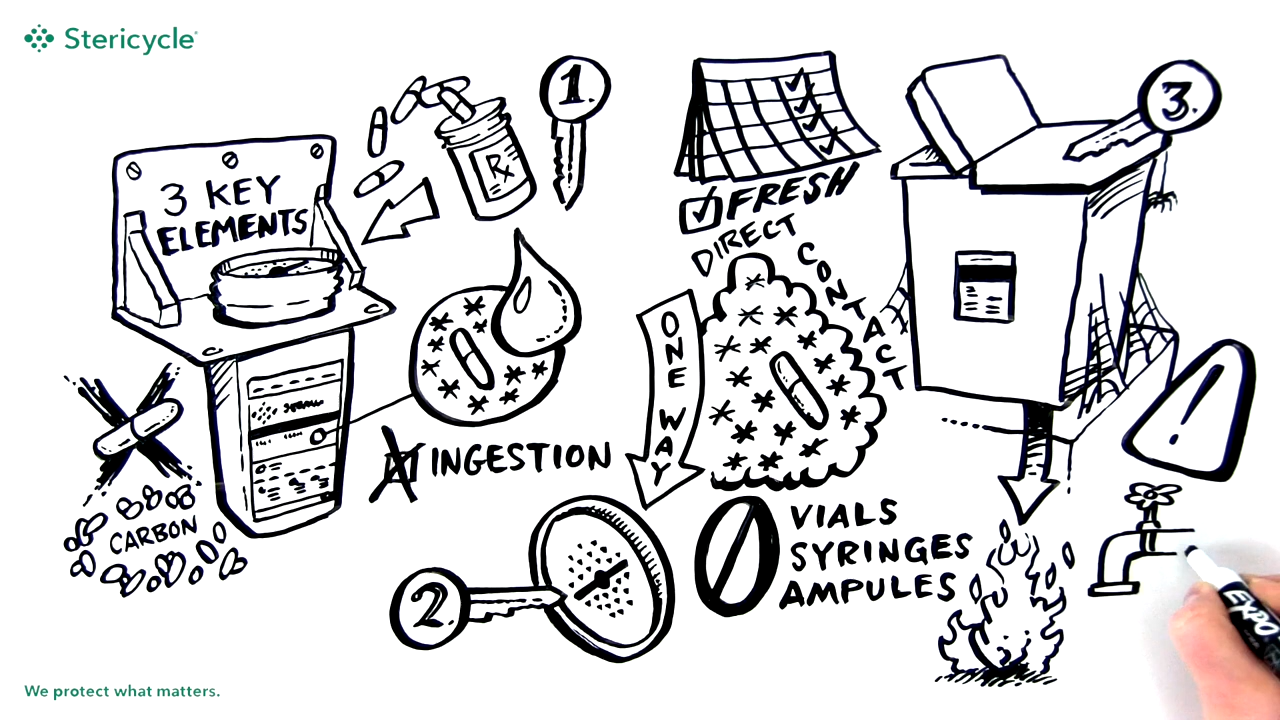 Stericycle
3 KEY
ELEMENTS
Rx
1.
FRESH
DIRECT
CONTACT
3.
ONE WAY
INGESTION
CARBON
2.
VIALS
SYRINGES
AMPULES
EXPO
We protect what matters.